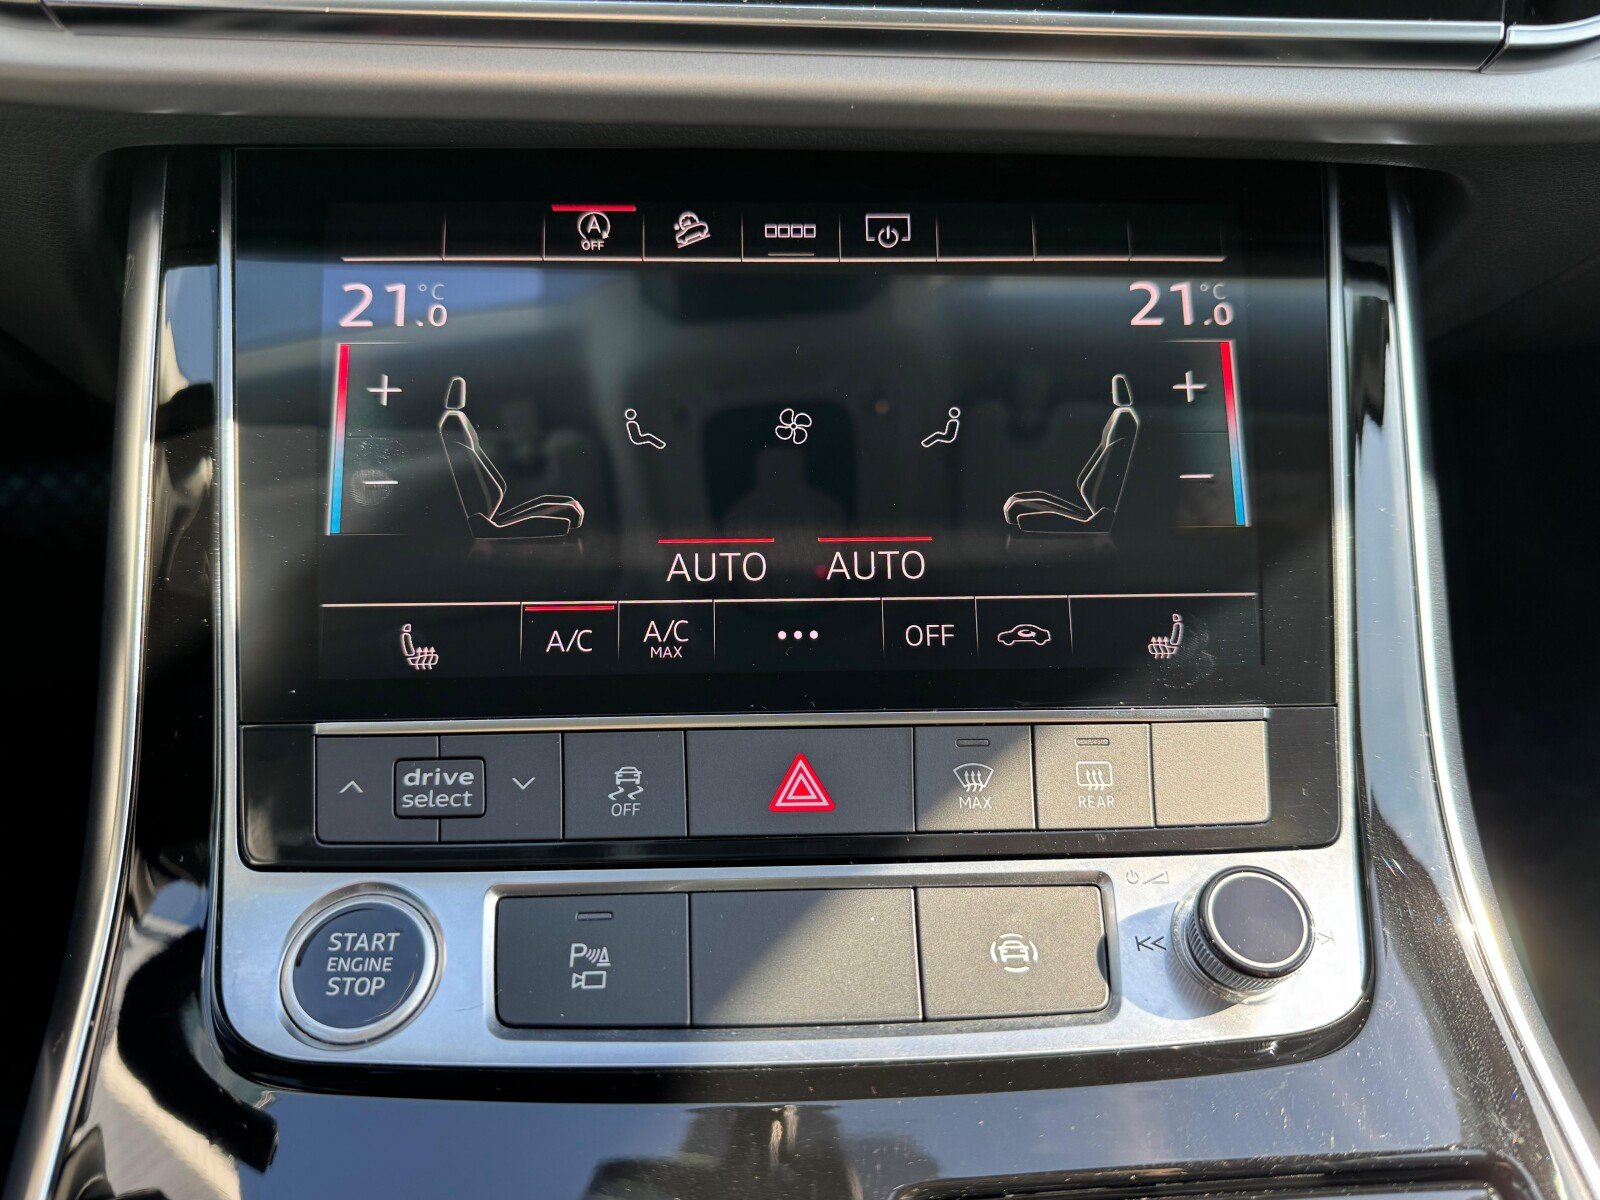 A
OFF
21.0 °C
21.0 °C
+
+
−
−
AUTO AUTO
A/C
A/C
MAX
•••
OFF
drive
select
OFF
MAX
REAR
START
ENGINE
STOP
P